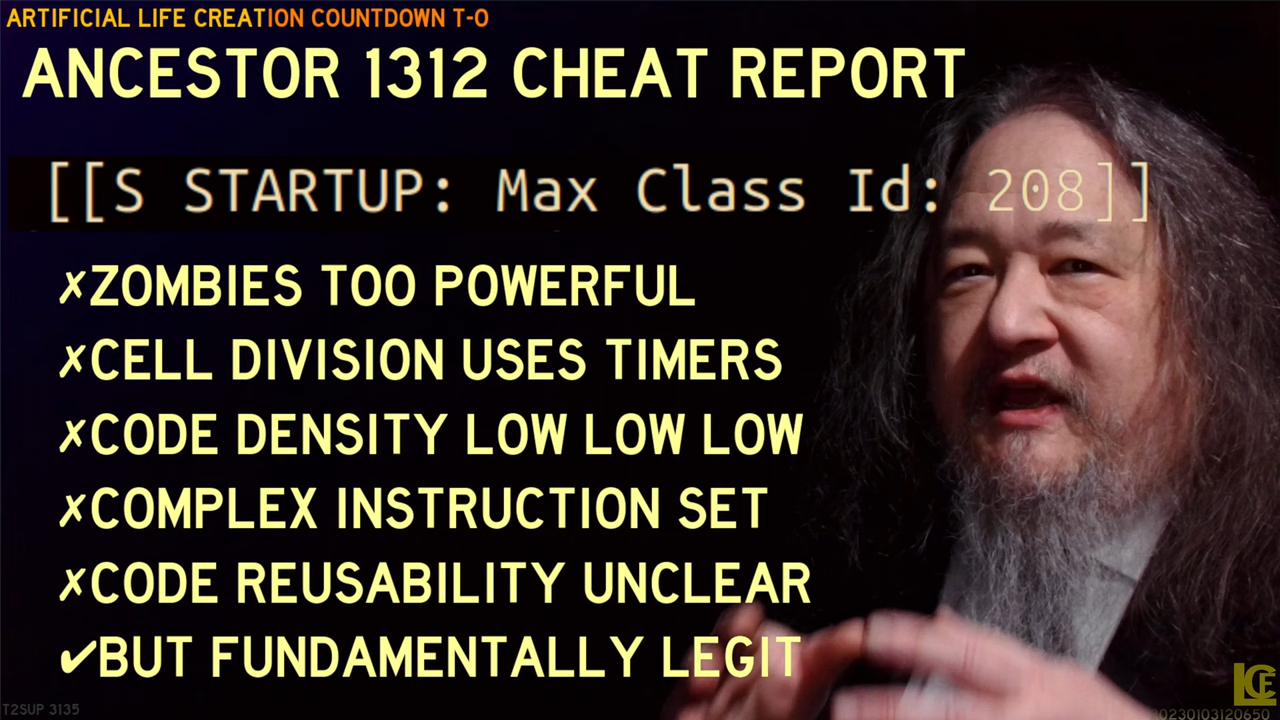 ARTIFICIAL LIFE CREATION COUNTDOWN T-0
ANCESTOR 1312 CHEAT REPORT
[[S STARTUP: Max Class Id: 208]]
✗ZOMBIES TOO POWERFUL
✗CELL DIVISION USES TIMERS
✗CODE DENSITY LOW LOW LOW
✗COMPLEX INSTRUCTION SET
✗CODE REUSABILITY UNCLEAR
✔BUT FUNDAMENTALLY LEGIT
T2SUP 3135
20230103120650